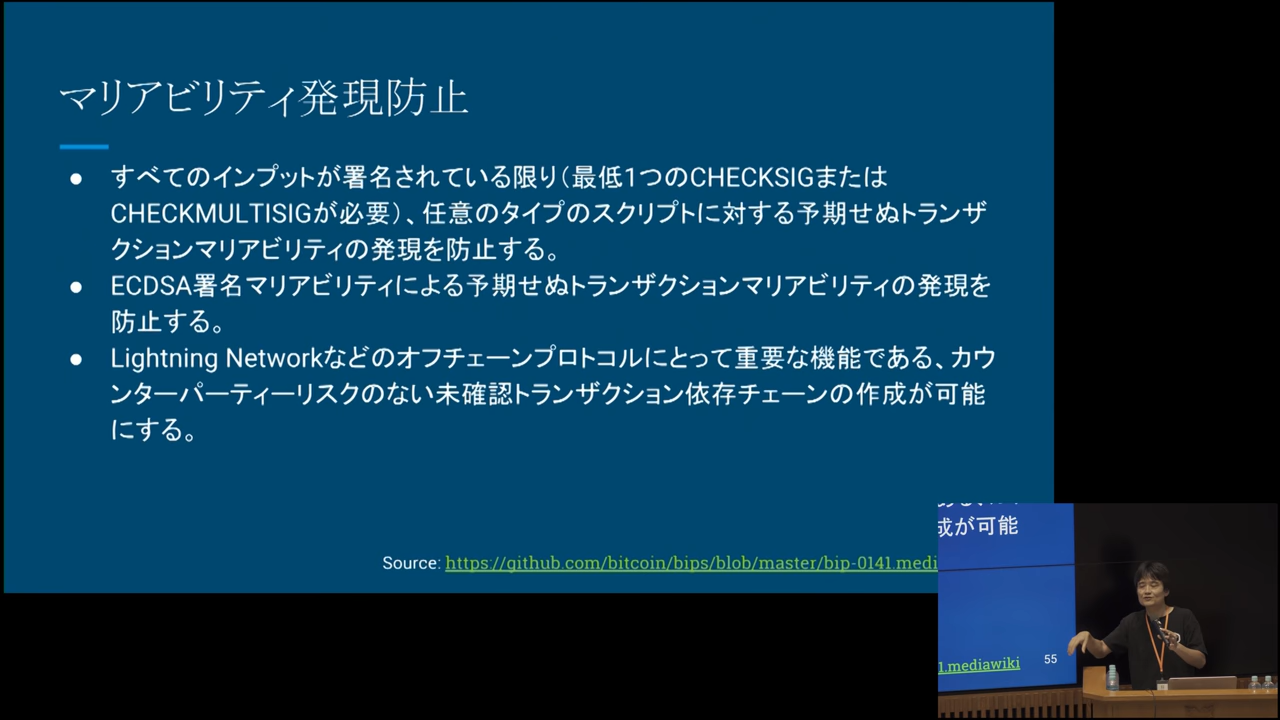 マリアビリティ発現防止
● すべてのインプットが署名されている限り（最低1つのCHECKSIGまたは
CHECKMULTISIGが必要）、任意のタイプのスクリプトに対する予期せぬトランザ
クションマリアビリティの発現を防止する。
● ECDSA署名マリアビリティによる予期せぬトランザクションマリアビリティの発現を
防止する。
● Lightning Networkなどのオフチェーンプロトコルにとって重要な機能である、カウ
ンターパーティーリスクのない未確認トランザクション依存チェーンの作成が可能
にする。
Source: https://github.com/bitcoin/bips/blob/master/bip-0141.medi
成が可能
1.mediawiki 55